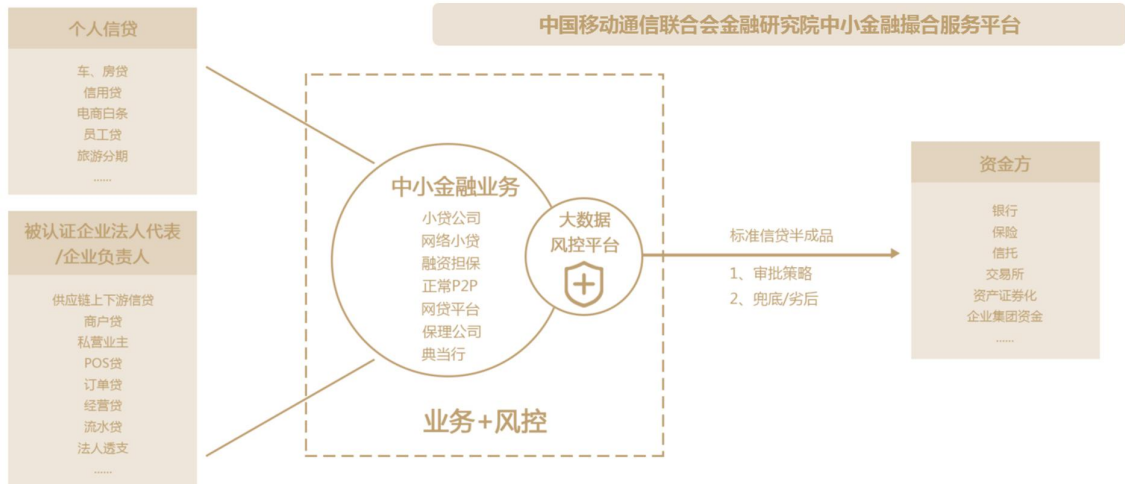 中国移动通信联合会金融研究院中小金融撮合服务平台
个人信贷
车、房贷
信用贷
电商白条
员工贷
旅游分期
......
被认证企业法人代表
/企业负责人
供应链上下游信贷
商户贷
私营业主
POS贷
订单贷
经营贷
流水贷
法人透支
......
中小金融业务
小贷公司
网络小贷
融资担保
正常P2P
网贷平台
保理公司
典当行
大数据
风控平台
业务+风控
标准信贷半成品
1、审批策略
2、兜底/劣后
资金方
银行
保险
信托
交易所
资产证券化
企业集团资金
......